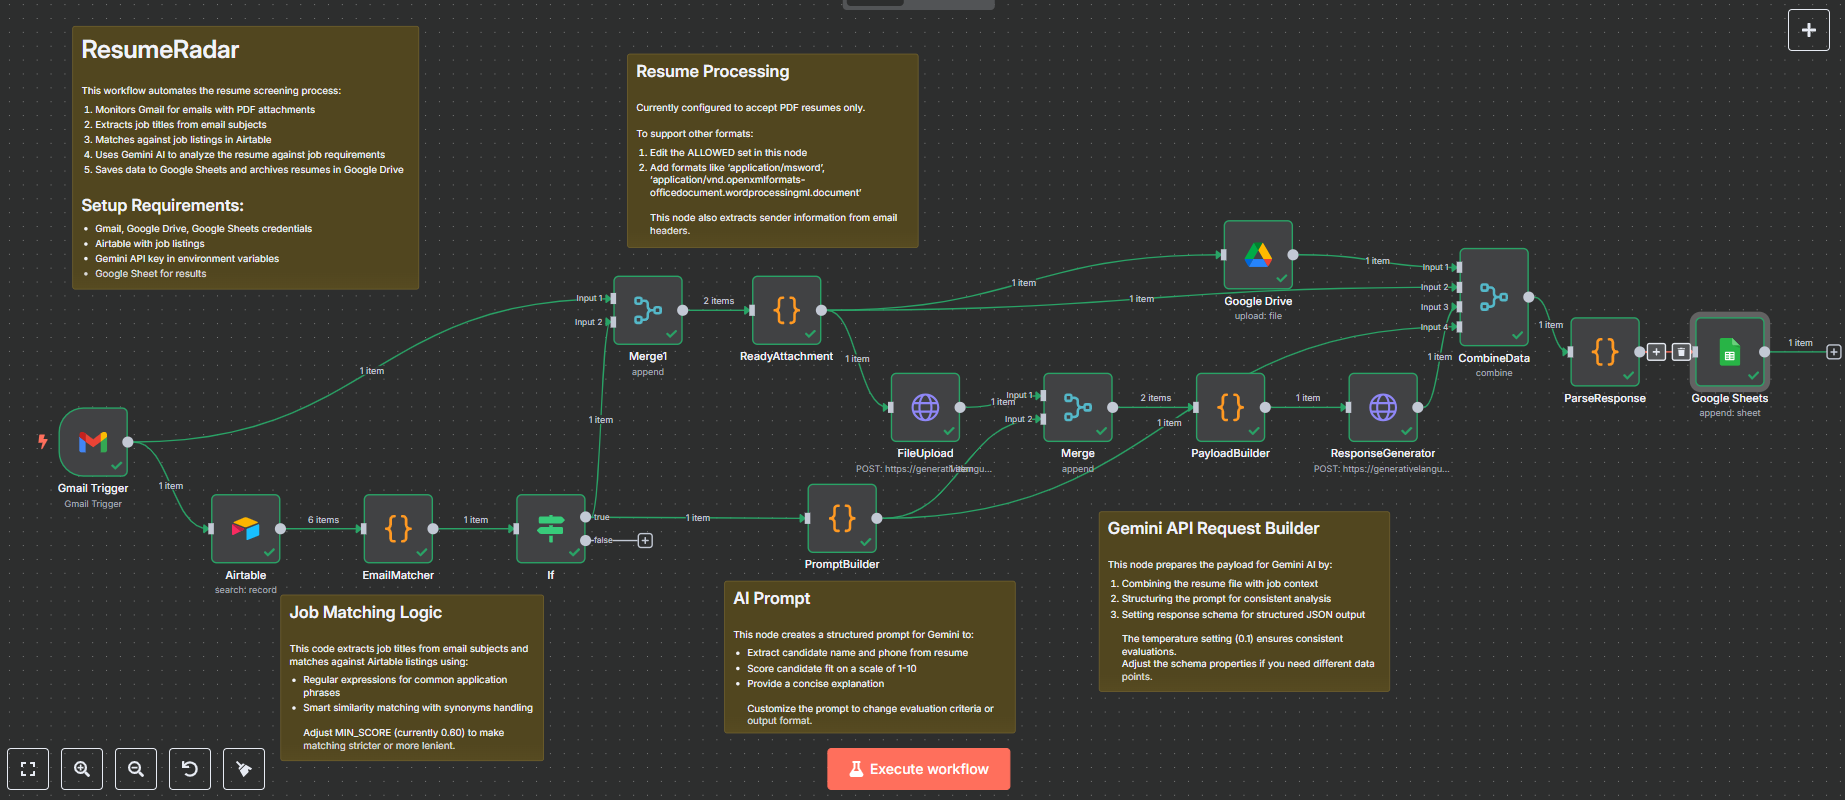 ResumeRadar
This workflow automates the resume screening process:
1. Monitors Gmail for emails with PDF attachments
2. Extracts job titles from email subjects
3. Matches against job listings in Airtable
4. Uses Gemini AI to analyze the resume against job requirements
5. Saves data to Google Sheets and archives resumes in Google Drive
Setup Requirements:
• Gmail, Google Drive, Google Sheets credentials
• Airtable with job listings
• Gemini API key in environment variables
• Google Sheet for results
Resume Processing
Currently configured to accept PDF resumes only.
To support other formats:
1. Edit the ALLOWED set in this node
2. Add formats like 'application/msword',
'application/vnd.openxmlformats-
officedocument.wordprocessingml.document'
This node also extracts sender information from email
headers.
Gmail Trigger
Gmail Trigger
1 item
1 item
Airtable
search: record
6 items
EmailMatcher
1 item
If
true
false
1 item
1 item
Input 1
Input 2
Merge1
append
2 items
ReadyAttachment
1 item
1 item
1 item
Google Drive
upload: file
1 item
FileUpload
POST: https://generati
ngu...
1 item
Input 1
Input 2
Merge
append
2 items
1 item
PromptBuilder
PayloadBuilder
1 item
ResponseGenerator
POST: https://generativelangu...
1 item
Input 1
Input 2
Input 3
Input 4
CombineData
combine
1 item
ParseResponse
Google Sheets
append: sheet
1 item
Job Matching Logic
This code extracts job titles from email subjects and
matches against Airtable listings using:
• Regular expressions for common application
phrases
• Smart similarity matching with synonyms handling
Adjust MIN_SCORE (currently 0.60) to make
matching stricter or more lenient.
AI Prompt
This node creates a structured prompt for Gemini to:
• Extract candidate name and phone from resume
• Score candidate fit on a scale of 1-10
• Provide a concise explanation
Customize the prompt to change evaluation criteria or
output format.
Gemini API Request Builder
This node prepares the payload for Gemini AI by:
1. Combining the resume file with job context
2. Structuring the prompt for consistent analysis
3. Setting response schema for structured JSON output
The temperature setting (0.1) ensures consistent
evaluations.
Adjust the schema properties if you need different data
points.
Execute workflow